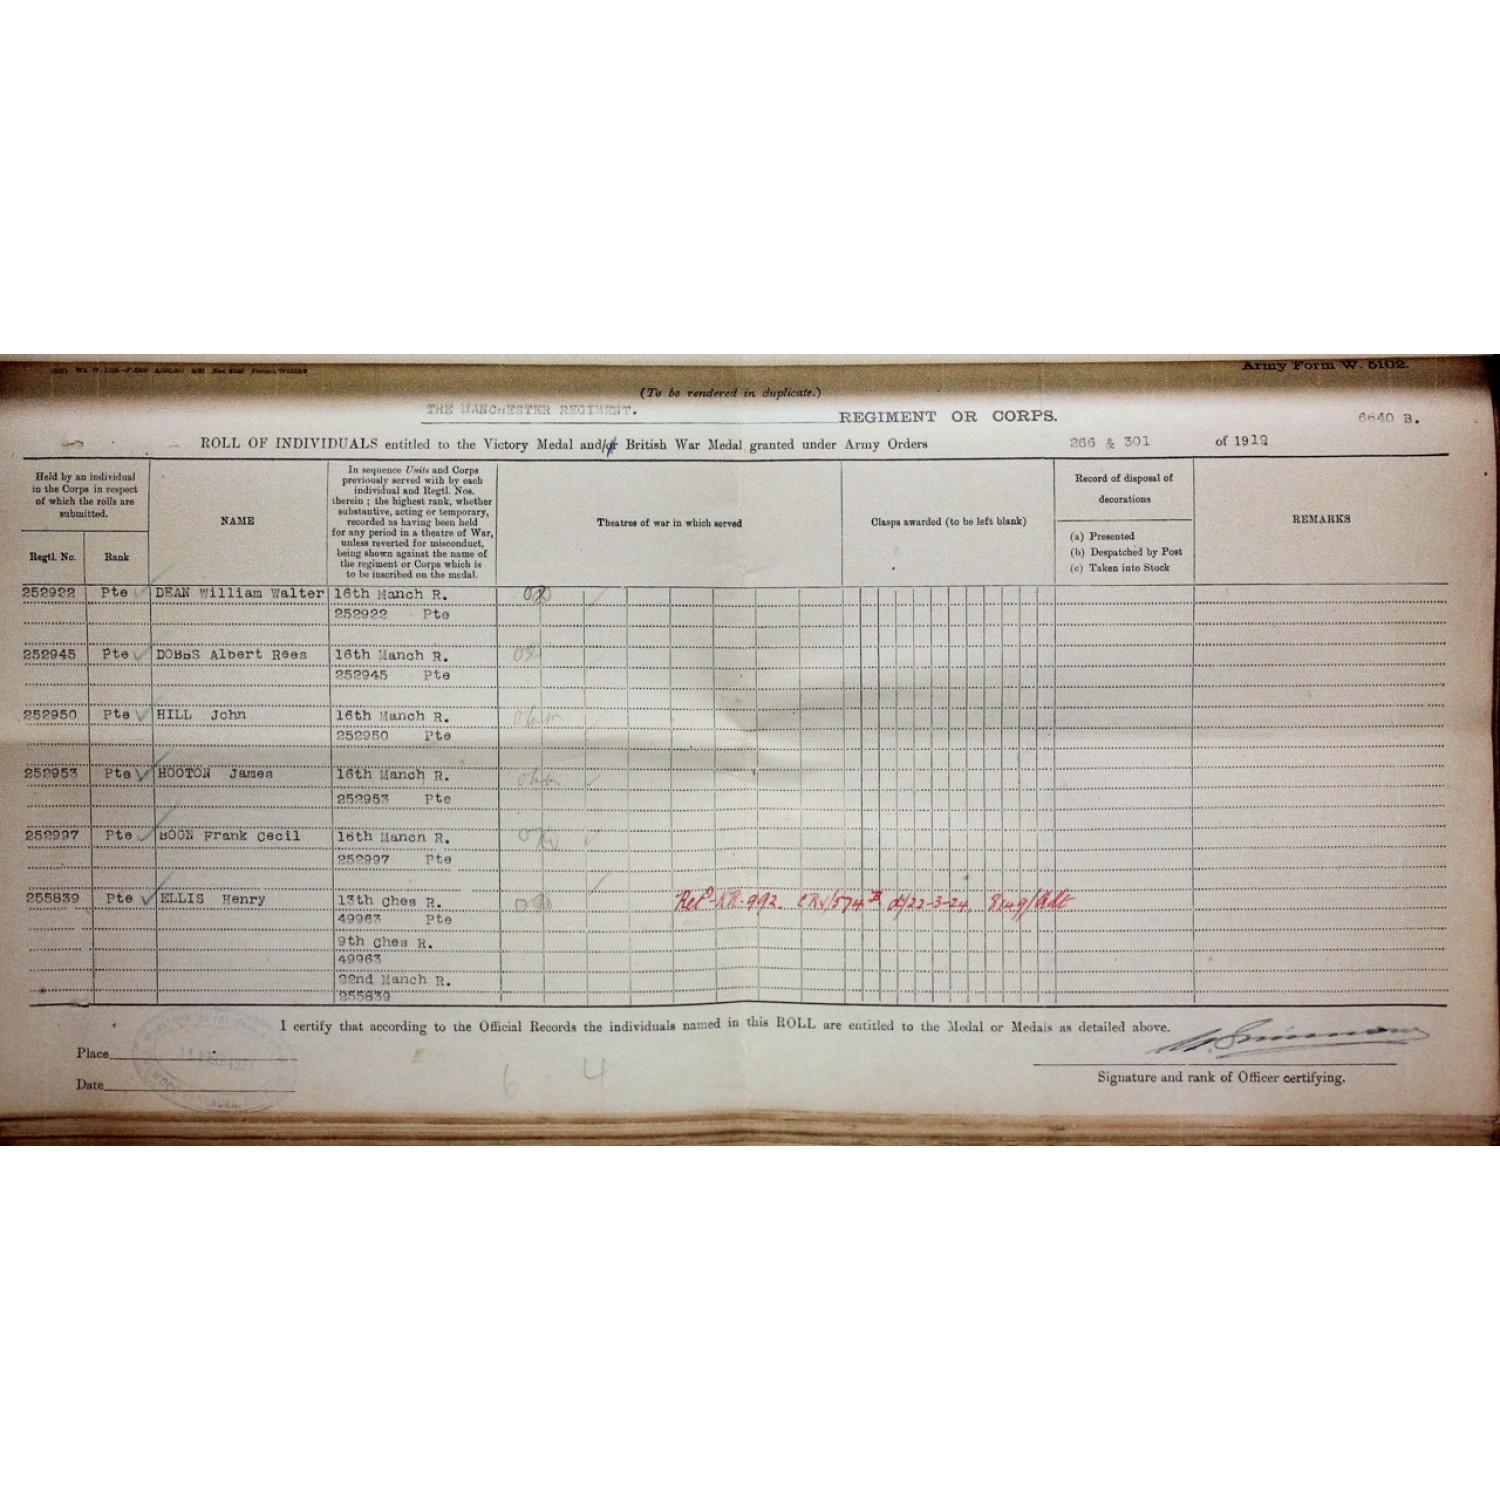 Army Form W. 5102.
(To be rendered in duplicate.)
THE MANCHESTER REGIMENT. REGIMENT OR CORPS. 6640 B.
ROLL OF INDIVIDUALS entitled to the Victory Medal and/or British War Medal granted under Army Orders 266 & 301 of 1919
Held by an individual
in the Corps in respect
of which the rolls are
submitted.
Regtl. No. Rank
NAME
In sequence Units and Corps
previously served with by each
individual and Regtl. Nos.
therein ; the highest rank, whether
substantive, acting or temporary,
recorded as having been held
for any period in a theatre of War,
unless reverted for misconduct,
being shown against the name of
the regiment or Corps which is
to be inscribed on the medal.
Theatres of war in which served
Clasps awarded (to be left blank)
Record of disposal of
decorations
(a) Presented
(b) Despatched by Post
(c) Taken into Stock
REMARKS
252922 Pte DEAN William Walter 16th Manch R.
252922 Pte
252945 Pte DOBBS Albert Rees 16th Manch R.
252945 Pte
252950 Pte HILL John 16th Manch R.
252950 Pte
252953 Pte HOOTON James 16th Manch R.
252953 Pte
252997 Pte BOON Frank Cecil 16th Manch R.
252997 Pte
255839 Pte ELLIS Henry 13th Ches R. 992. 22-3-24.
49963 Pte
9th Ches R.
49963
22nd Manch R.
255839
I certify that according to the Official Records the individuals named in this ROLL are entitled to the Medal or Medals as detailed above.
Place
Date
6 4
Signature and rank of Officer certifying.